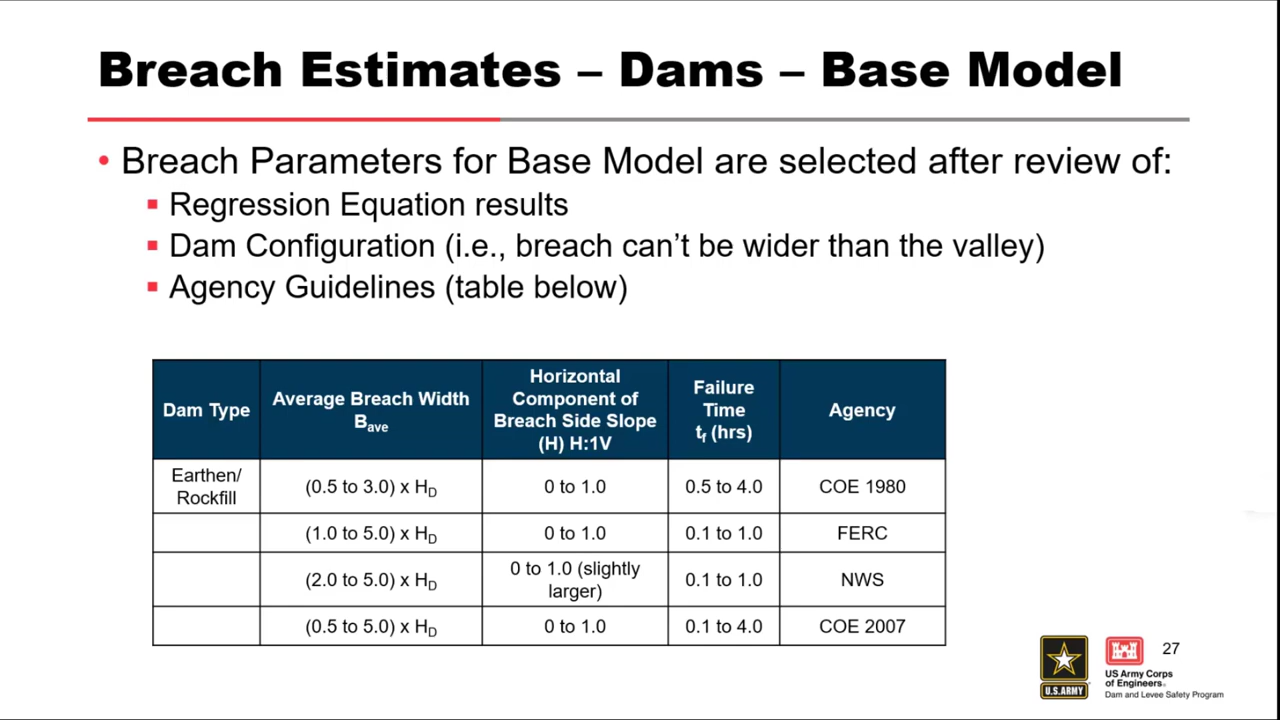 Breach Estimates – Dams – Base Model
• Breach Parameters for Base Model are selected after review of:
▪ Regression Equation results
▪ Dam Configuration (i.e., breach can’t be wider than the valley)
▪ Agency Guidelines (table below)
Dam Type
Average Breach Width
Bave
Horizontal
Component of
Breach Side Slope
(H) H:1V
Failure
Time
tf (hrs)
Agency
Earthen/
Rockfill
(0.5 to 3.0) x HD
0 to 1.0
0.5 to 4.0
COE 1980
(1.0 to 5.0) x HD
0 to 1.0
0.1 to 1.0
FERC
(2.0 to 5.0) x HD
0 to 1.0 (slightly
larger)
0.1 to 1.0
NWS
(0.5 to 5.0) x HD
0 to 1.0
0.1 to 4.0
COE 2007
27
U.S.ARMY
US Army Corps
of Engineers®
Dam and Levee Safety Program